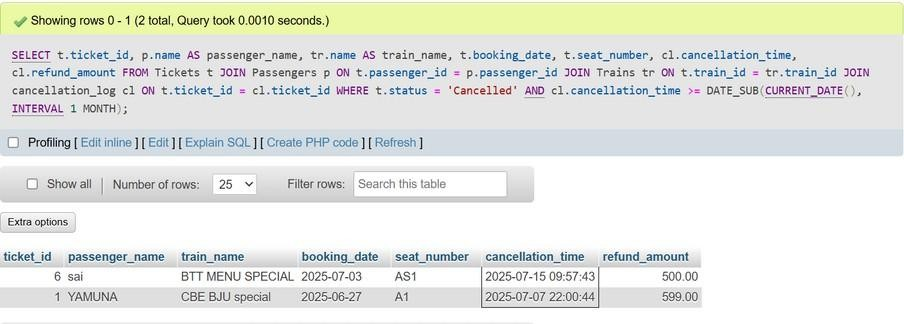 Showing rows 0 - 1 (2 total, Query took 0.0010 seconds.)
SELECT t.ticket_id, p.name AS passenger_name, tr.name AS train_name, t.booking_date, t.seat_number, cl.cancellation_time,
cl.refund_amount FROM Tickets t JOIN Passengers p ON t.passenger_id = p.passenger_id JOIN Trains tr ON t.train_id = tr.train_id JOIN
cancellation_log cl ON t.ticket_id = cl.ticket_id WHERE t.status = 'Cancelled' AND cl.cancellation_time >= DATE_SUB(CURRENT_DATE(),
INTERVAL 1 MONTH);
Profiling [ Edit inline ] [ Edit ] [ Explain SQL ] [ Create PHP code ] [ Refresh ]
Show all Number of rows: 25 Filter rows: Search this table
Extra options
ticket_id passenger_name train_name booking_date seat_number cancellation_time refund_amount
6 sai BTT MENU SPECIAL 2025-07-03 AS1 2025-07-15 09:57:43 500.00
1 YAMUNA CBE BJU special 2025-06-27 A1 2025-07-07 22:00:44 599.00